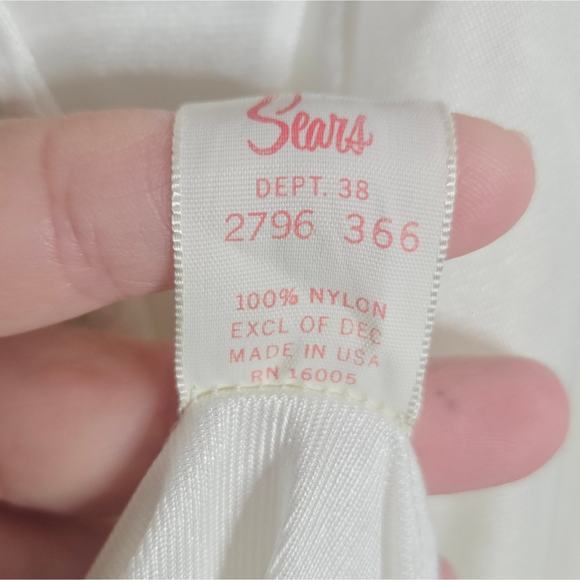 Sears
DEPT. 38
2796 366
100% NYLON
EXCL OF DEC
MADE IN USA
RN 16005